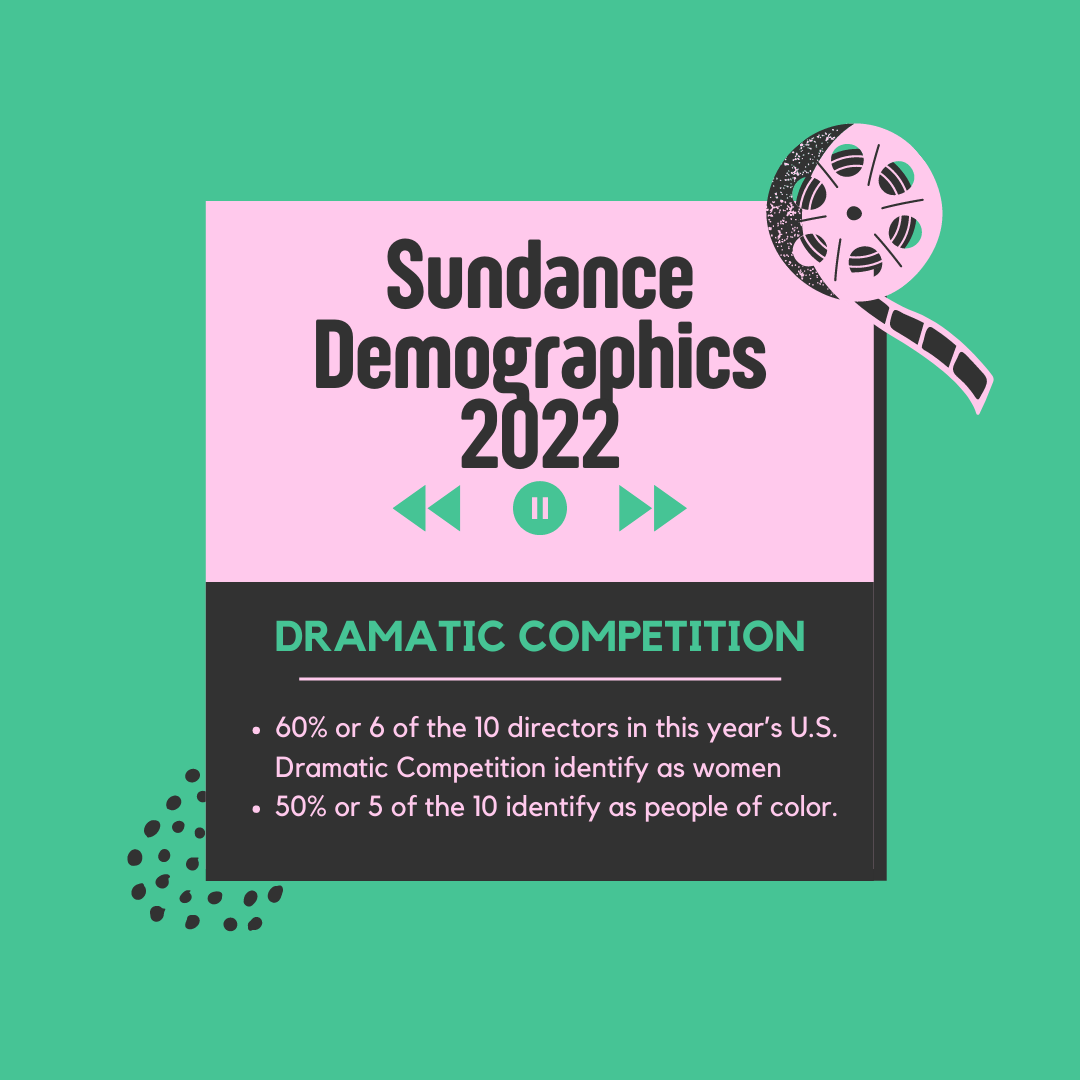 Sundance
Demographics
2022
DRAMATIC COMPETITION
• 60% or 6 of the 10 directors in this year's U.S.
Dramatic Competition identify as women
• 50% or 5 of the 10 identify as people of color.